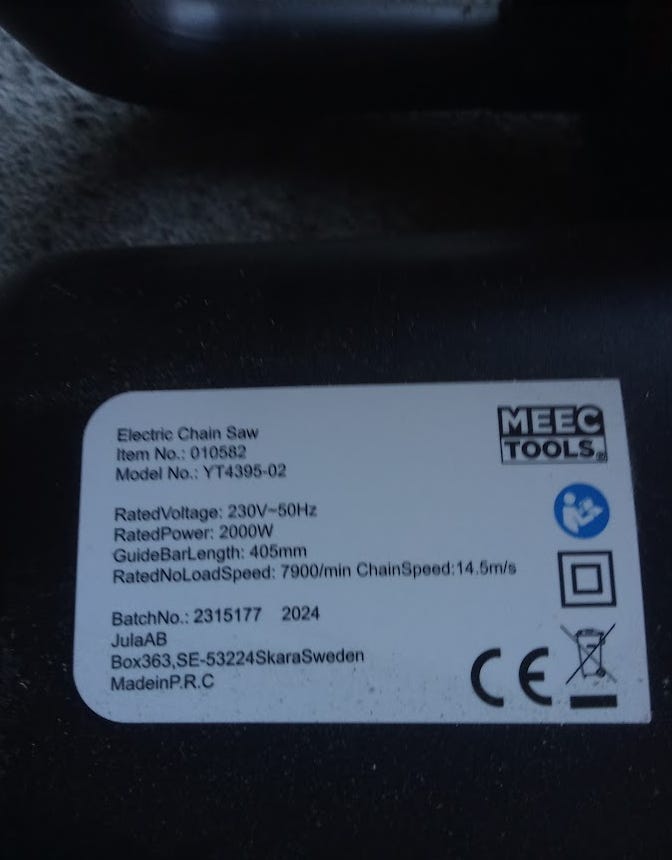 Electric Chain Saw
Item No.: 010582
Model No.: YT4395-02
MEEC
TOOLS®
RatedVoltage: 230V~50Hz
RatedPower: 2000W
GuideBarLength: 405mm
RatedNoLoadSpeed: 7900/min ChainSpeed:14.5m/s
BatchNo.: 2315177 2024
JulaAB
Box363,SE-53224SkaraSweden
MadeinP.R.C
CE